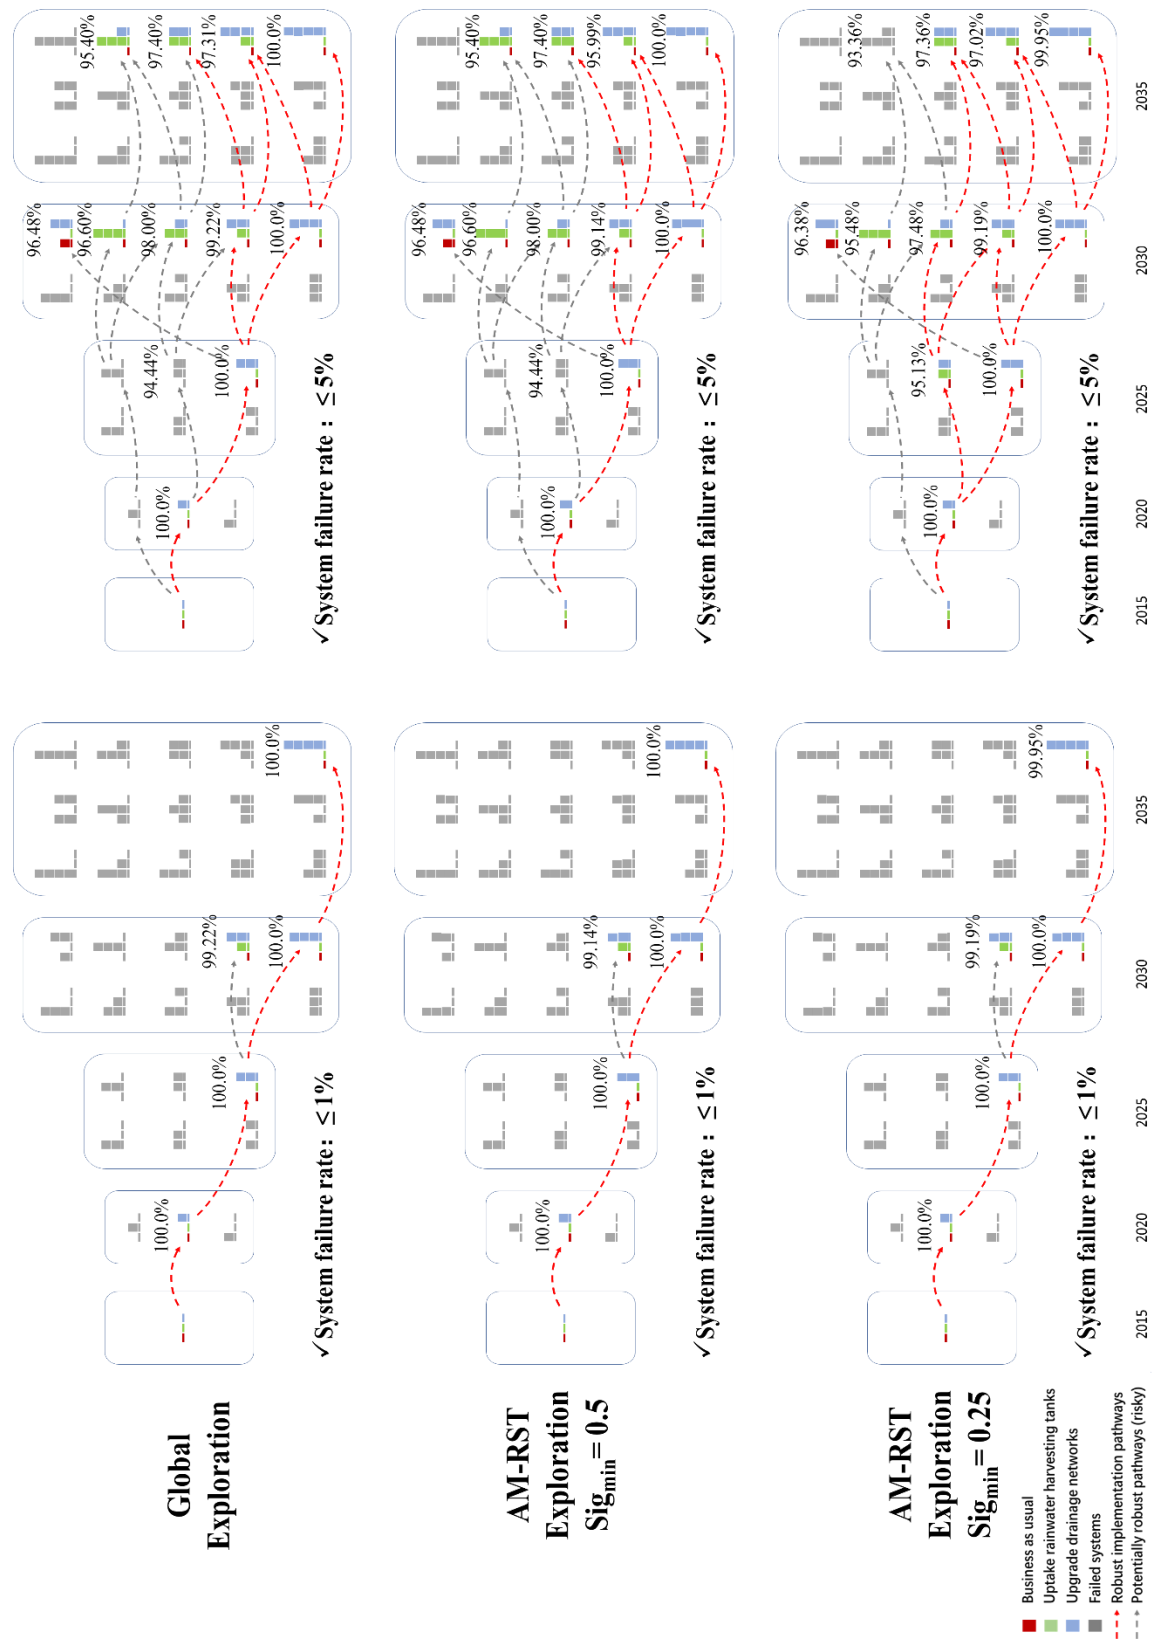 Global
Exploration
100.0%
100.0%
99.22%
100.0%
100.0%
✓System failure rate : ≤1%
100.0%
94.44%
100.0%
96.48%
96.60%
98.00%
99.22%
100.0%
95.40%
97.40%
97.31%
100.0%
✓System failure rate : ≤5%
AM-RST
Exploration
Sigmin= 0.5
100.0%
100.0%
99.14%
100.0%
100.0%
✓System failure rate : ≤1%
100.0%
94.44%
100.0%
96.48%
96.60%
98.00%
99.14%
100.0%
95.40%
97.40%
95.99%
100.0%
✓System failure rate : ≤5%
AM-RST
Exploration
Sigmin= 0.25
100.0%
100.0%
99.19%
100.0%
99.95%
✓System failure rate : ≤1%
100.0%
95.13%
100.0%
96.38%
95.48%
97.48%
99.19%
100.0%
93.36%
97.36%
97.02%
99.95%
✓System failure rate : ≤5%
Business as usual
Uptake rainwater harvesting tanks
Upgrade drainage networks
Failed systems
Robust implementation pathways
Potentially robust pathways (risky)
2015 2020 2025 2030 2035 2015 2020 2025 2030 2035